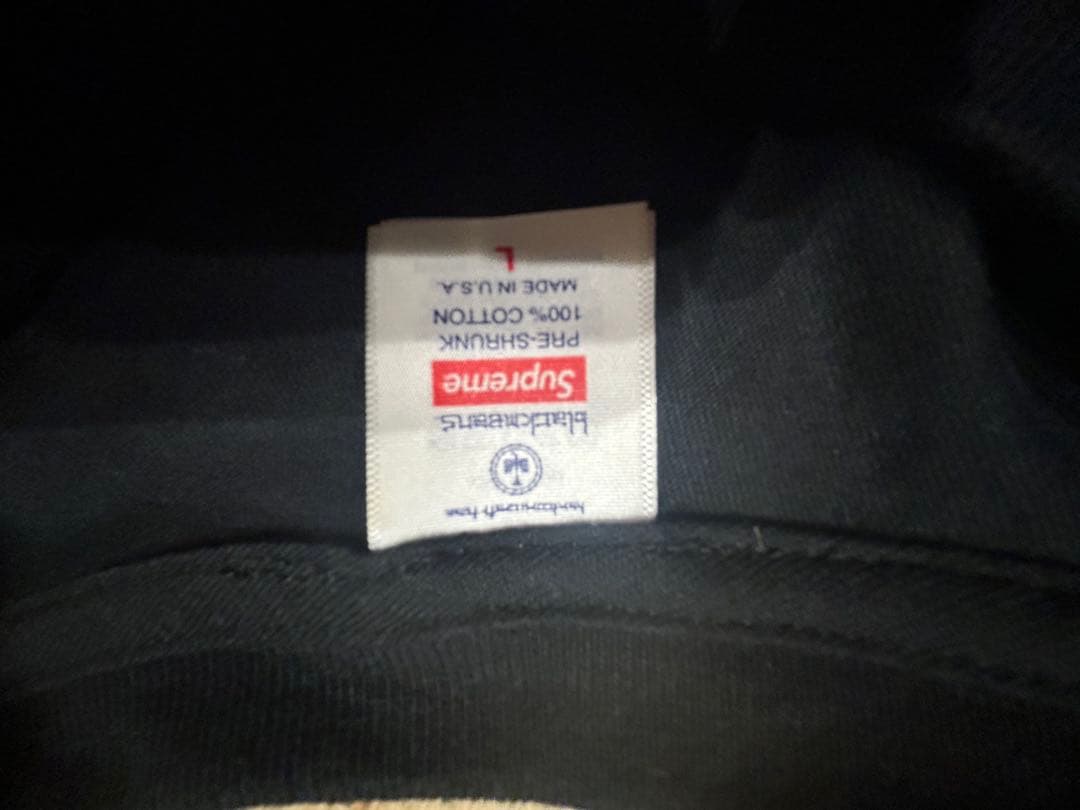 blackmeans
Supreme
PRE-SHRUNK
100% COTTON
MADE IN U.S.A.
L